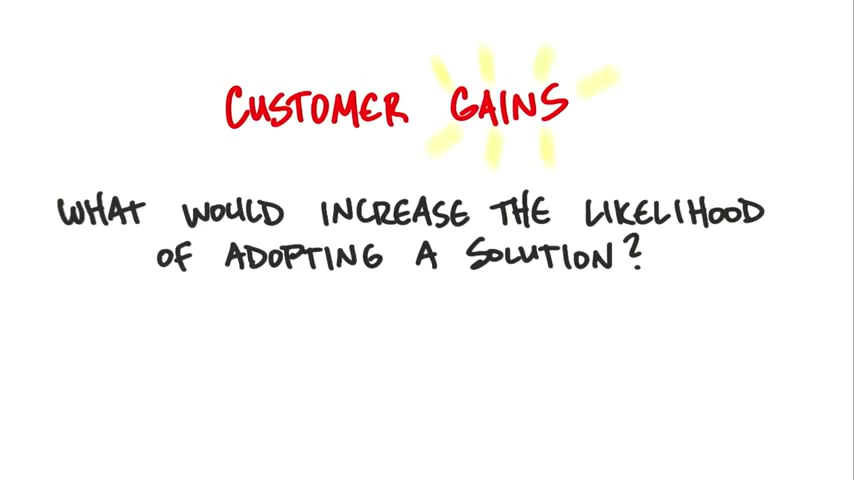 CUSTOMER GAINS
WHAT WOULD INCREASE THE LIKELIHOOD
OF ADOPTING A SOLUTION?